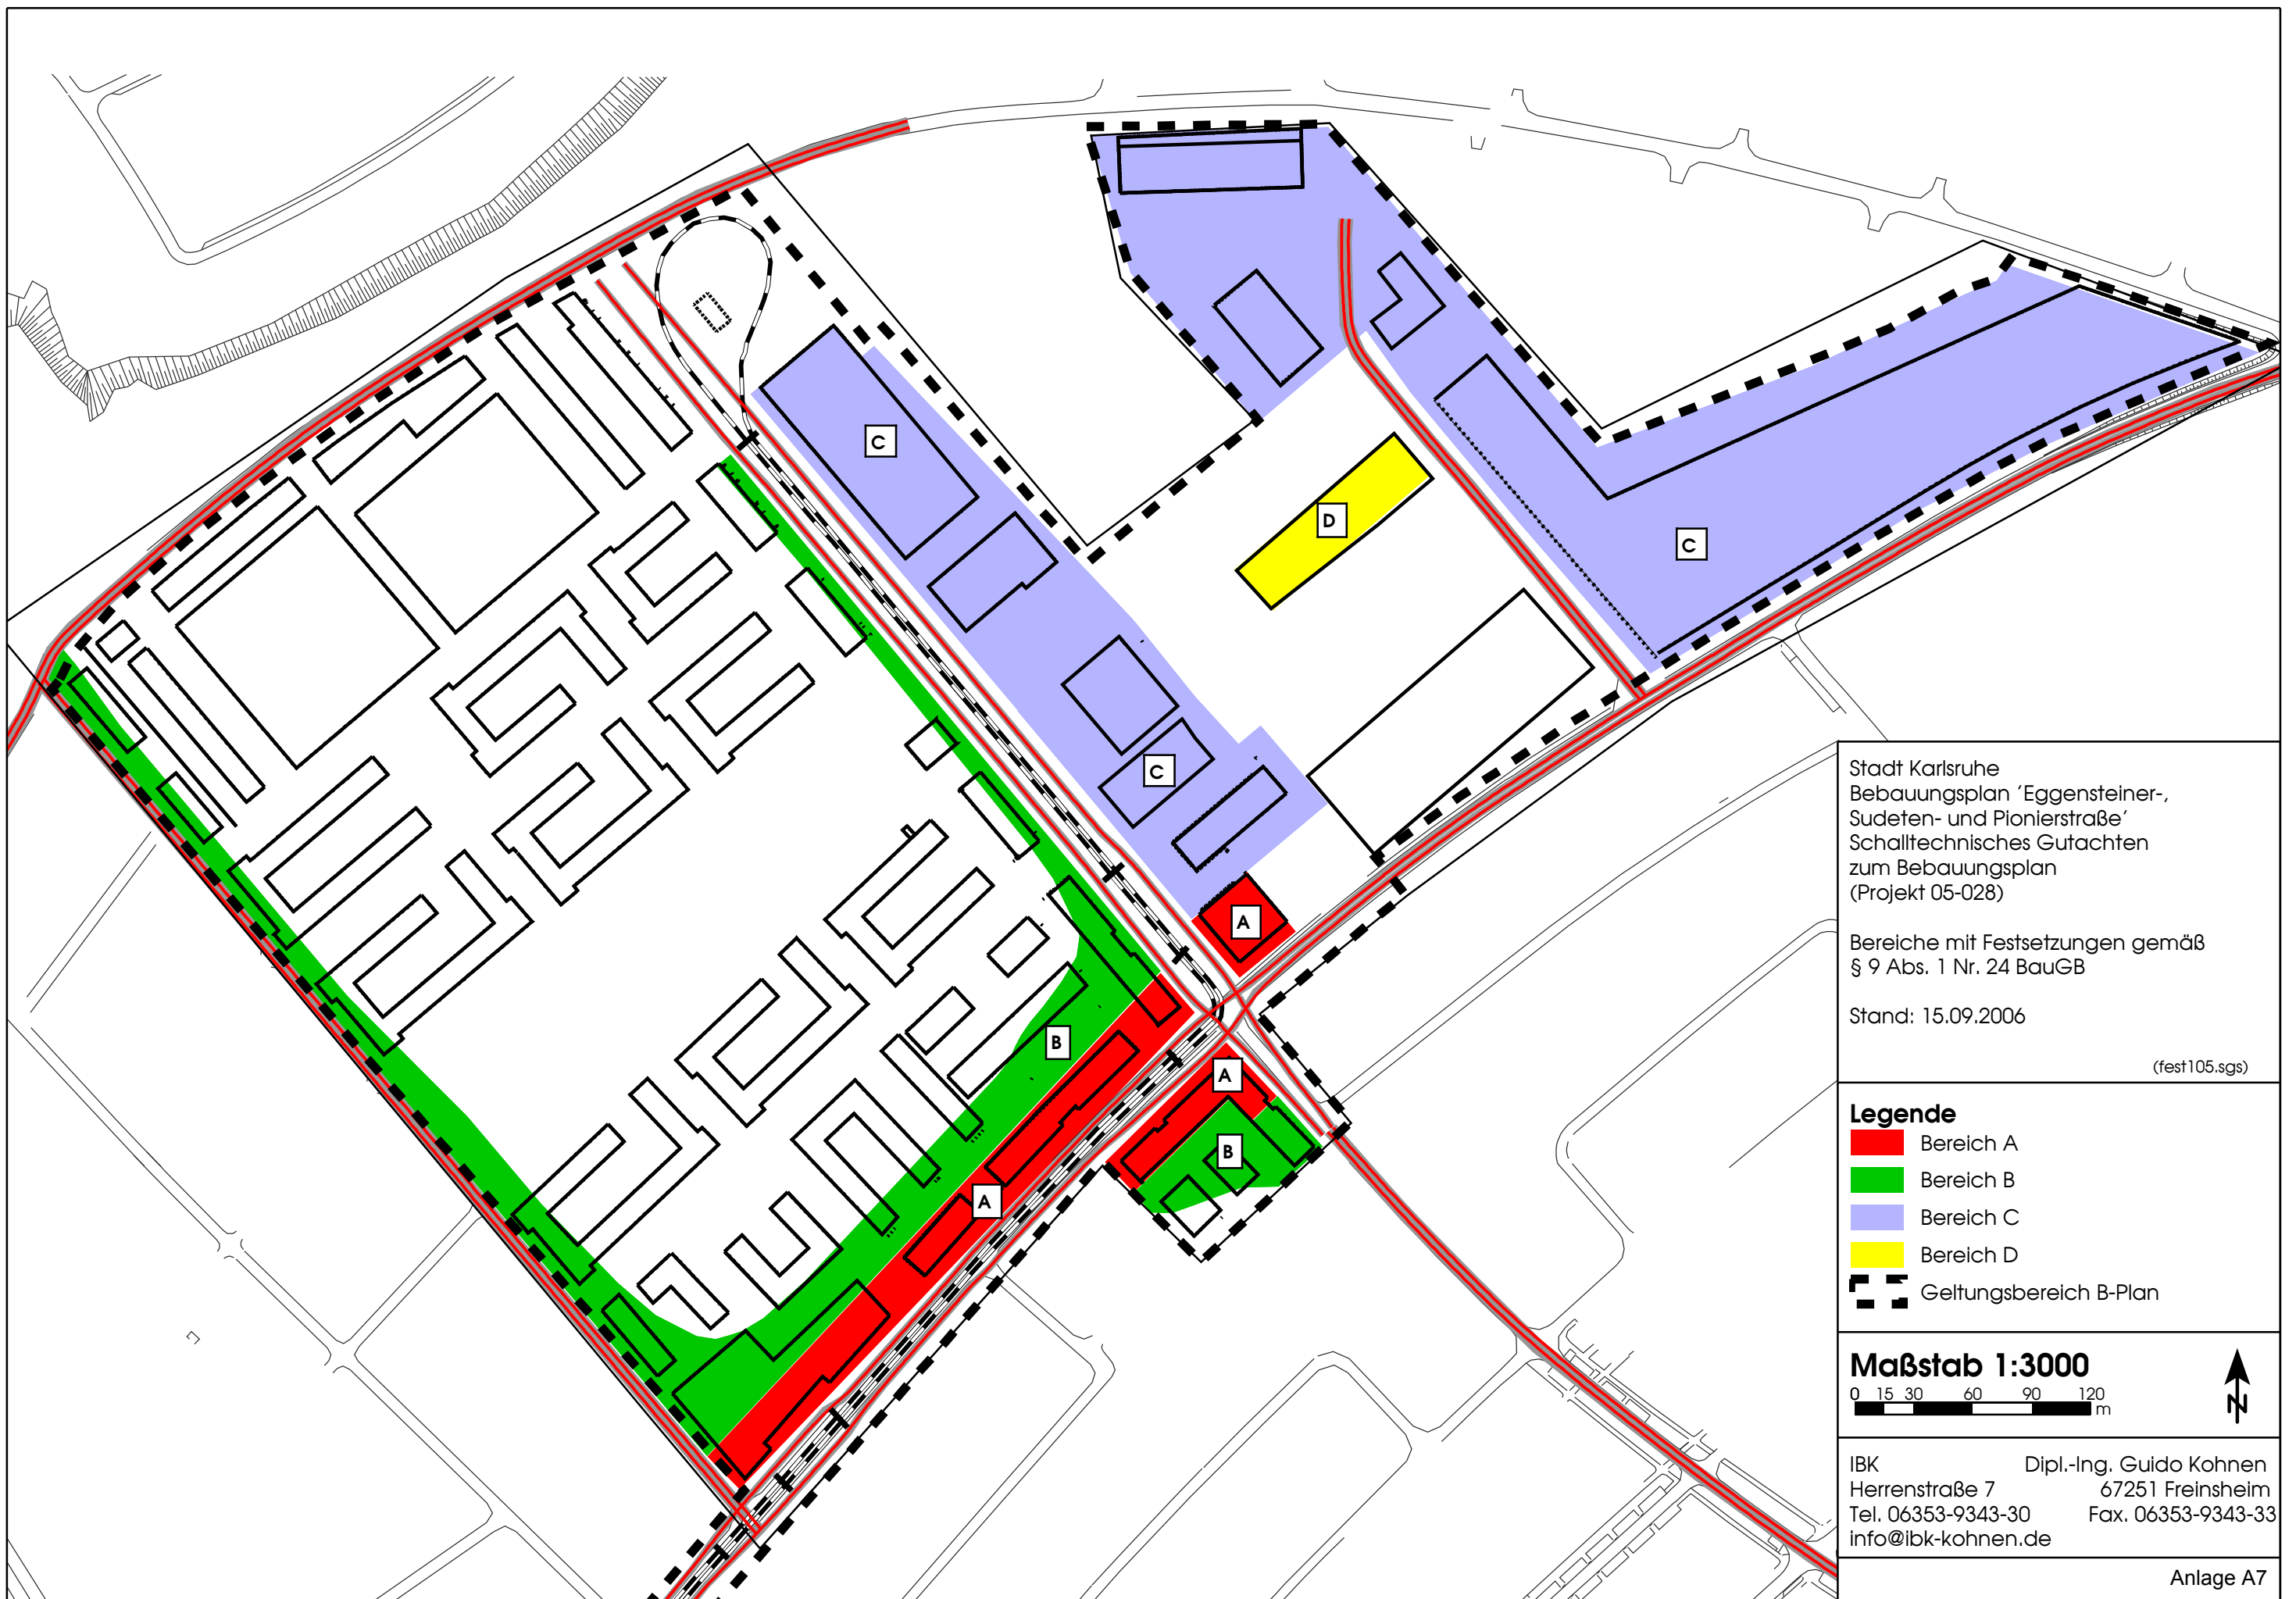 C
D
C
C
A
B
A
B
A
Stadt Karlsruhe
Bebauungsplan ´Eggensteiner-,
Sudeten- und Pionierstraße´
Schalltechnisches Gutachten
zum Bebauungsplan
(Projekt 05-028)
Bereiche mit Festsetzungen gemäß
§ 9 Abs. 1 Nr. 24 BauGB
Stand: 15.09.2006
(fest105.sgs)
Legende
Bereich A
Bereich B
Bereich C
Bereich D
Geltungsbereich B-Plan
Maßstab 1:3000
0 15 30 60 90 120
m
N
IBK Dipl.-Ing. Guido Kohnen
Herrenstraße 7 67251 Freinsheim
Tel. 06353-9343-30 Fax. 06353-9343-33
info@ibk-kohnen.de
Anlage A7